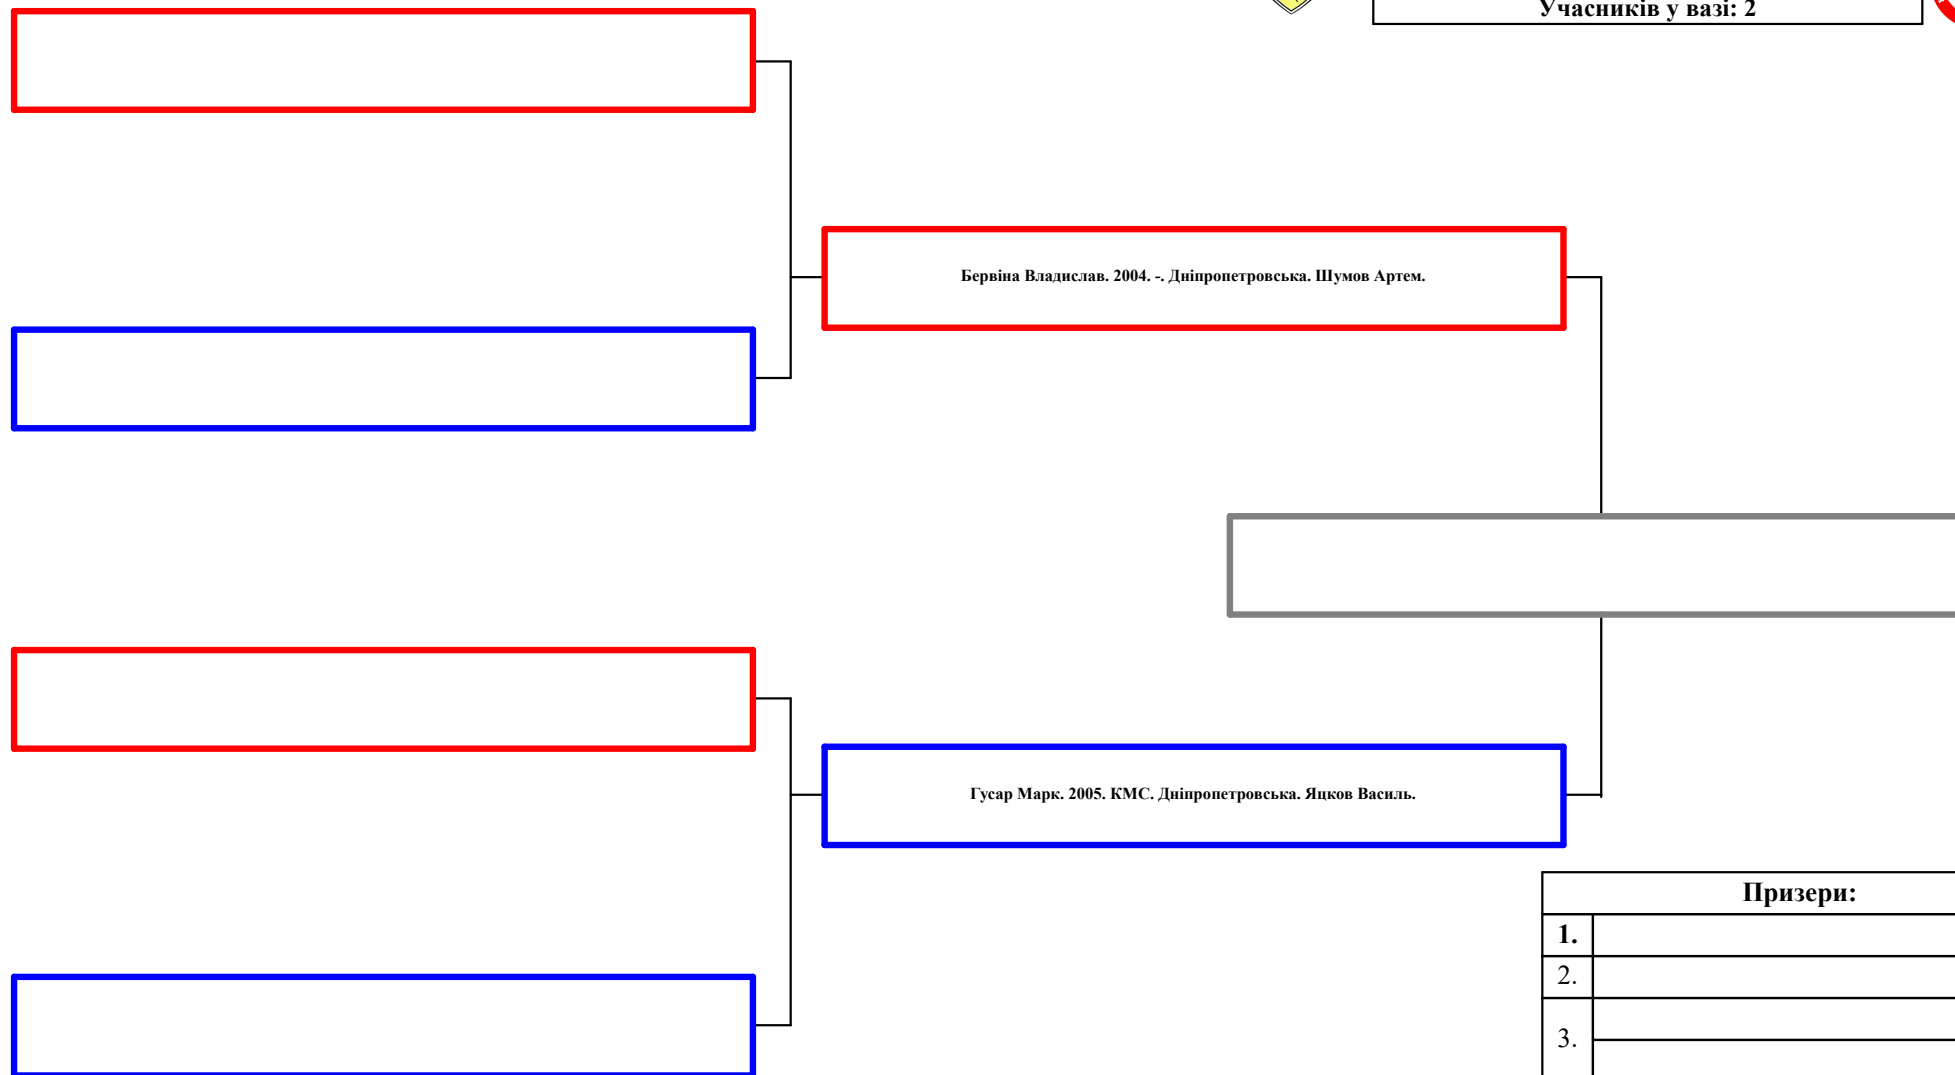 Учасників у вазі: 2
Бервіна Владислав. 2004. -. Дніпропетровська. Шумов Артем.
Гусар Марк. 2005. КМС. Дніпропетровська. Яцков Василь.
Призери:
1.
2.
3.